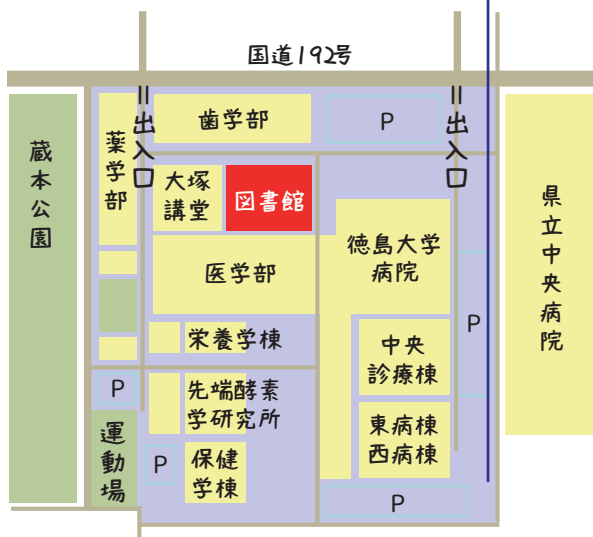 国道192号
蔵本公園
薬学部
=出入口
歯学部
P
=出入口
大塚
講堂
図書館
医学部
徳島大学
病院
県立中央病院
栄養学棟
中央
診療棟
P
P
先端酵素
学研究所
運動場
P
保健
学棟
東病棟
西病棟
P